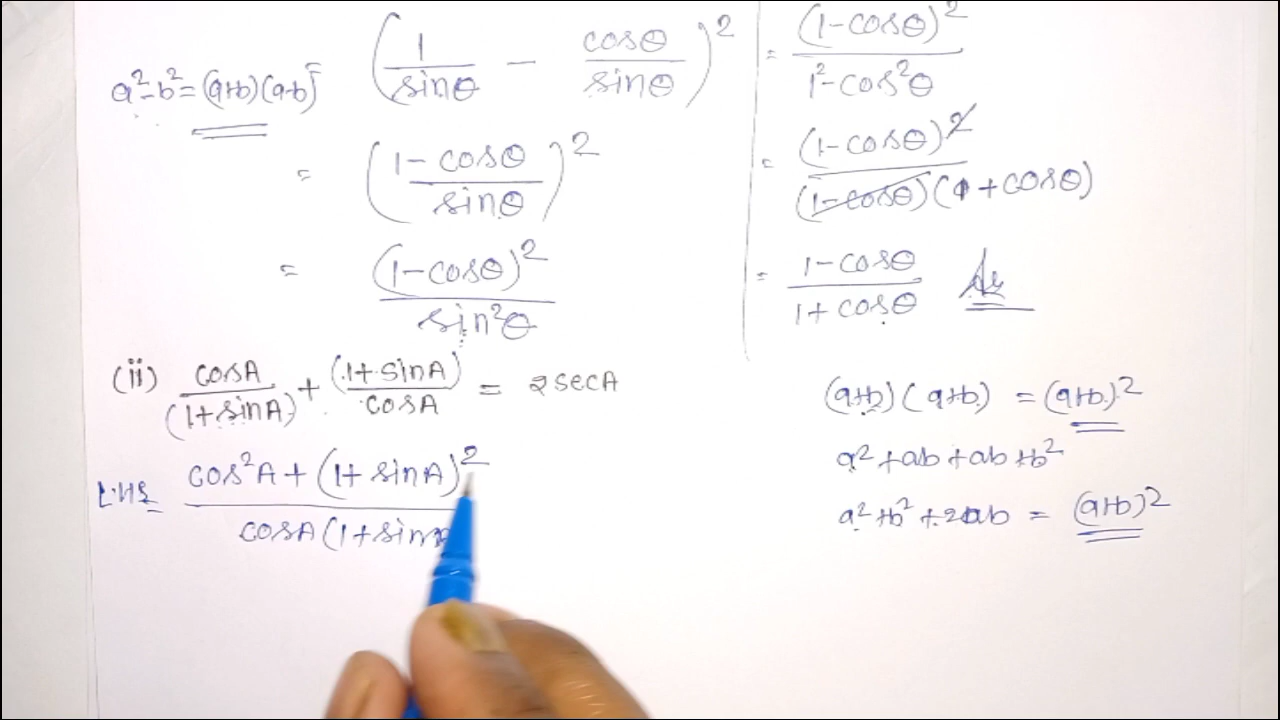 a²-b² = (a+b)(a-b)
(1/sinθ - cosθ/sinθ)²
= ((1-cosθ)/sinθ)²
= (1-cosθ)²/sin²θ
= (1-cosθ)²/(1²-cos²θ)
= (1-cosθ)²/((1-cosθ)(1+cosθ))
= (1-cosθ)/(1+cosθ)
(ii) cosA/(1+sinA) + (1+sinA)/cosA = 2secA
LHS (cos²A + (1+sinA)²)/(cosA(1+sin
(a+b)(a+b) = (a+b)²
a²+ab+ab+b²
a²+b²+2ab = (a+b)²